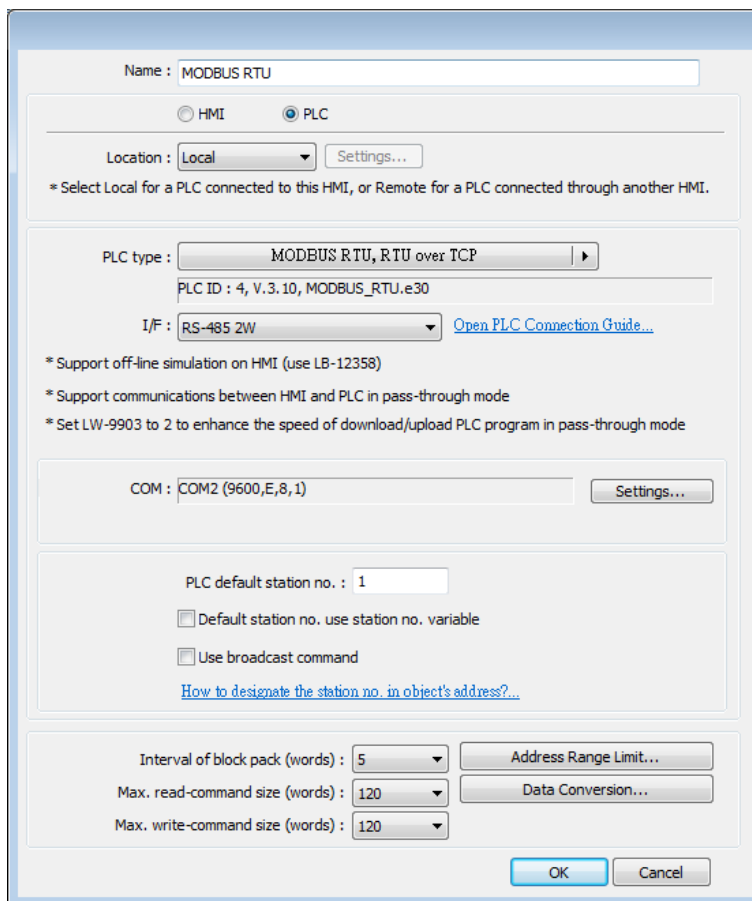 Name : MODBUS RTU
HMI PLC
Location : Local Settings...
* Select Local for a PLC connected to this HMI, or Remote for a PLC connected through another HMI.
PLC type : MODBUS RTU, RTU over TCP
PLC ID : 4, V.3.10, MODBUS_RTU.e30
I/F : RS-485 2W Open PLC Connection Guide...
* Support off-line simulation on HMI (use LB-12358)
* Support communications between HMI and PLC in pass-through mode
* Set LW-9903 to 2 to enhance the speed of download/upload PLC program in pass-through mode
COM : COM2 (9600,E,8,1) Settings...
PLC default station no. : 1
Default station no. use station no. variable
Use broadcast command
How to designate the station no. in object's address?...
Interval of block pack (words) : 5 Address Range Limit...
Max. read-command size (words) : 120 Data Conversion...
Max. write-command size (words) : 120
OK Cancel